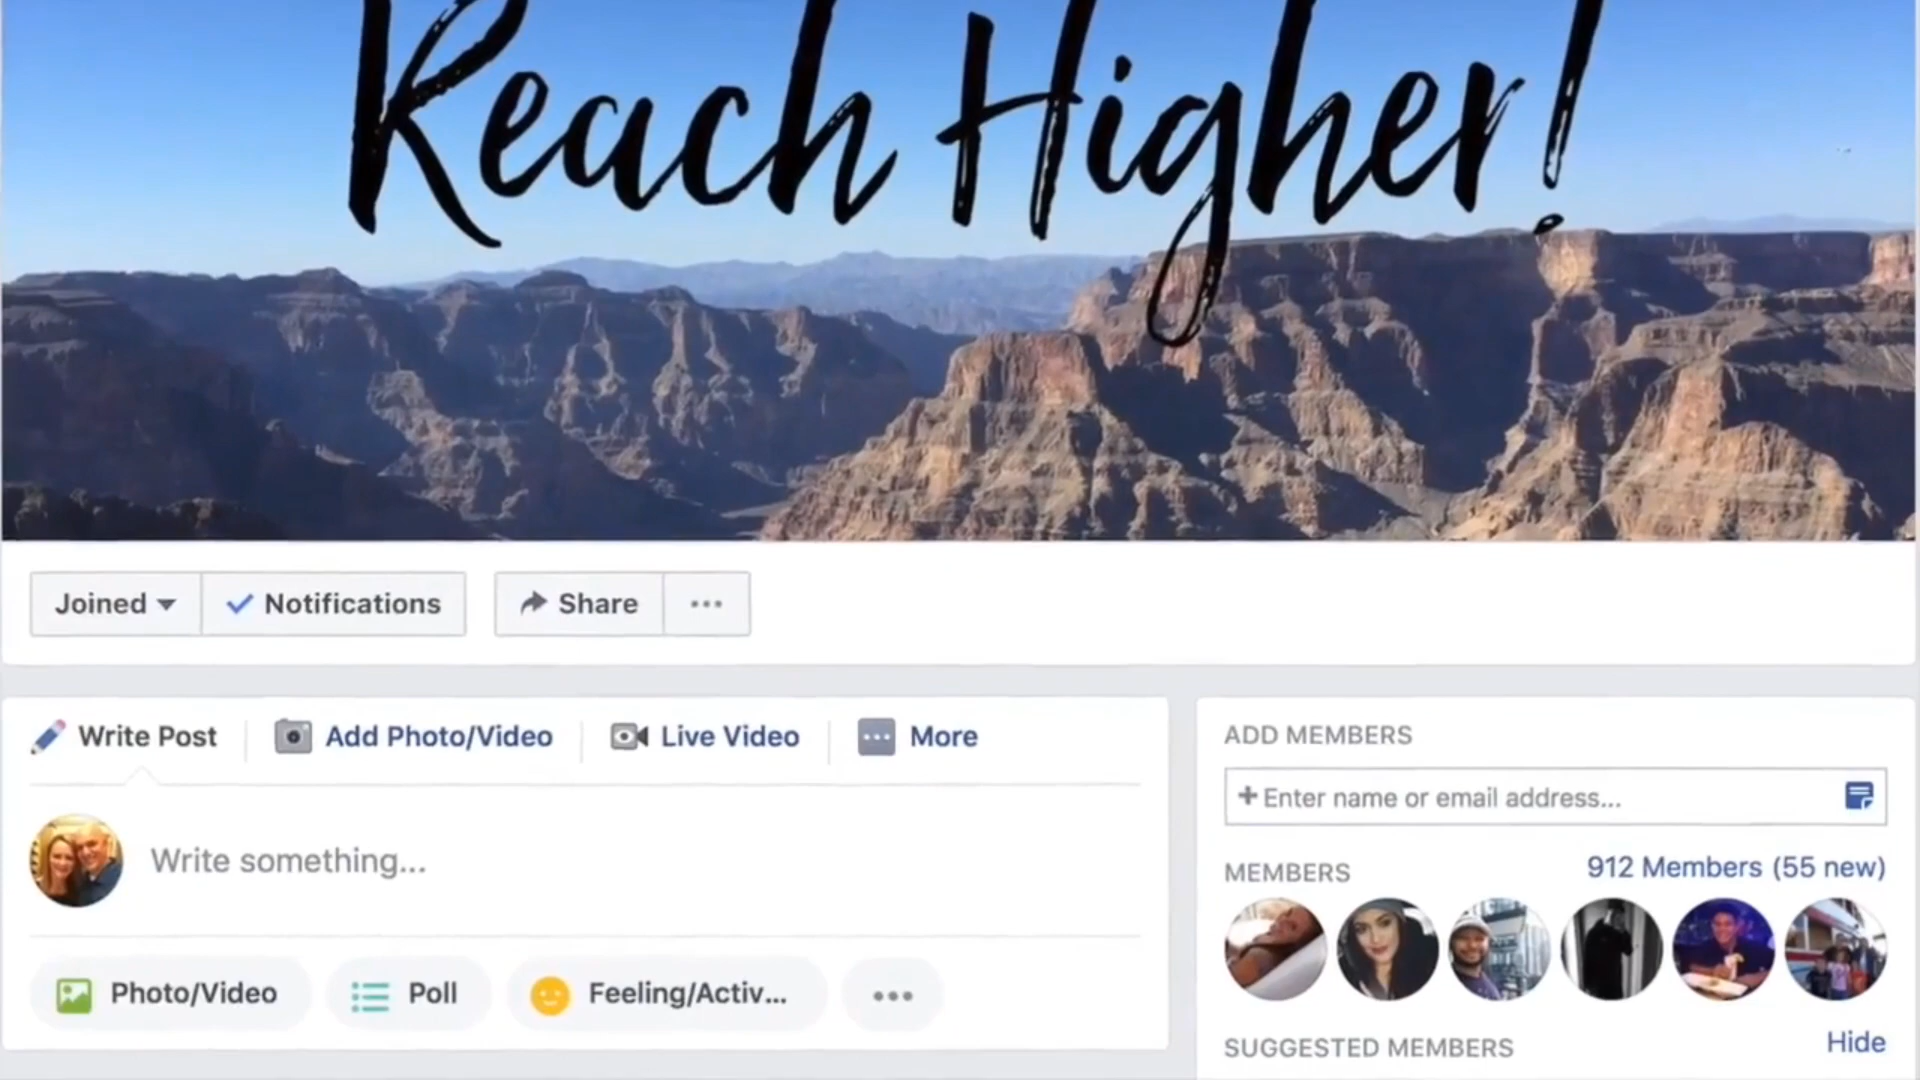 Reach Higher!
Joined
Notifications
Share
Write Post
Add Photo/Video
Live Video
More
Write something...
Photo/Video
Poll
Feeling/Activ...
ADD MEMBERS
+ Enter name or email address...
MEMBERS
912 Members (55 new)
SUGGESTED MEMBERS
Hide